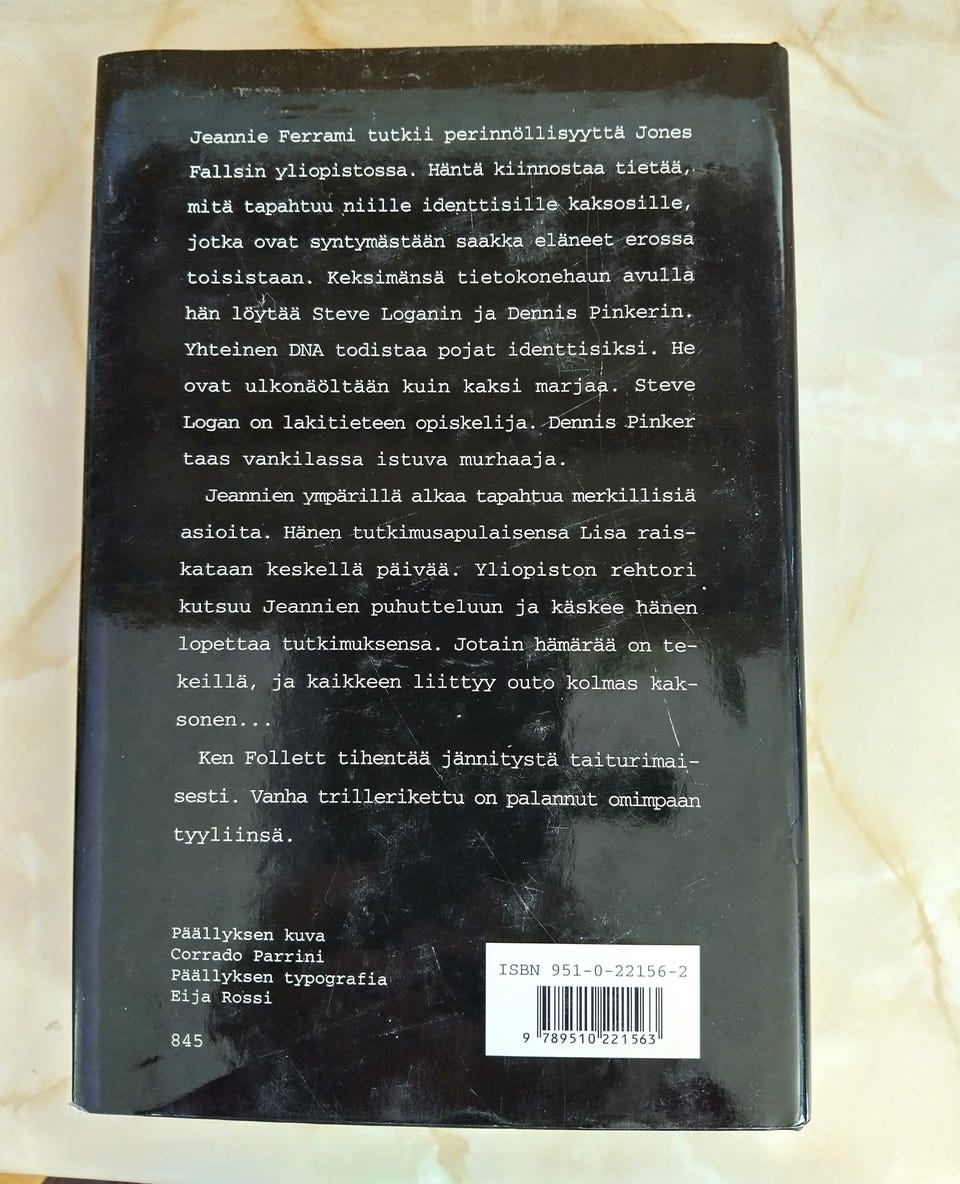 Jeannie Ferrami tutkii perinnöllisyyttä Jones
Fallsin yliopistossa. Häntä kiinnostaa tietää,
mitä tapahtuu niille identtisille kaksosille,
jotka ovat syntymästään saakka eläneet erossa
toisistaan. Keksimänsä tietokonehaun avulla
hän löytää Steve Loganin ja Dennis Pinkerin.
Yhteinen DNA todistaa pojat identtisiksi. He
ovat ulkonäöltään kuin kaksi marjaa. Steve
Logan on lakitieteen opiskelija. Dennis Pinker
taas vankilassa istuva murhaaja.
Jeannien ympärillä alkaa tapahtua merkillisiä
asioita. Hänen tutkimusapulaisensa Lisa rais-
kataan keskellä päivää. Yliopiston rehtori
kutsuu Jeannien puhutteluun ja käskee hänen
lopettaa tutkimuksensa. Jotain hämärää on te-
keillä, ja kaikkeen liittyy outo kolmas kak-
sonen...
Ken Follett tihentää jännitystä taiturimai-
sesti. Vanha trillerikettu on palannut omimpaan
tyyliinsä.
Päällyksen kuva
Corrado Parrini
Päällyksen typografia
Eija Rossi
845
ISBN 951-0-22156-2
9 789510 221563